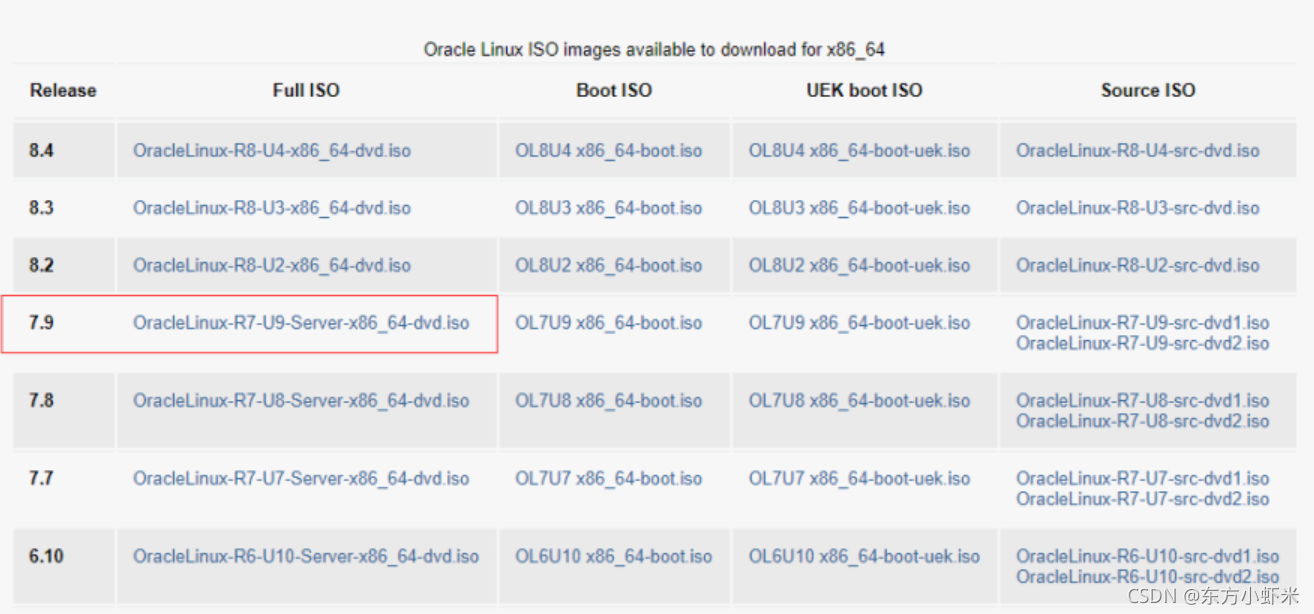 Oracle Linux ISO images available to download for x86_64
Release Full ISO Boot ISO UEK boot ISO Source ISO
8.4 OracleLinux-R8-U4-x86_64-dvd.iso OL8U4 x86_64-boot.iso OL8U4 x86_64-boot-uek.iso OracleLinux-R8-U4-src-dvd.iso
8.3 OracleLinux-R8-U3-x86_64-dvd.iso OL8U3 x86_64-boot.iso OL8U3 x86_64-boot-uek.iso OracleLinux-R8-U3-src-dvd.iso
8.2 OracleLinux-R8-U2-x86_64-dvd.iso OL8U2 x86_64-boot.iso OL8U2 x86_64-boot-uek.iso OracleLinux-R8-U2-src-dvd.iso
7.9 OracleLinux-R7-U9-Server-x86_64-dvd.iso OL7U9 x86_64-boot.iso OL7U9 x86_64-boot-uek.iso OracleLinux-R7-U9-src-dvd1.iso
OracleLinux-R7-U9-src-dvd2.iso
7.8 OracleLinux-R7-U8-Server-x86_64-dvd.iso OL7U8 x86_64-boot.iso OL7U8 x86_64-boot-uek.iso OracleLinux-R7-U8-src-dvd1.iso
OracleLinux-R7-U8-src-dvd2.iso
7.7 OracleLinux-R7-U7-Server-x86_64-dvd.iso OL7U7 x86_64-boot.iso OL7U7 x86_64-boot-uek.iso OracleLinux-R7-U7-src-dvd1.iso
OracleLinux-R7-U7-src-dvd2.iso
6.10 OracleLinux-R6-U10-Server-x86_64-dvd.iso OL6U10 x86_64-boot.iso OL6U10 x86_64-boot-uek.iso OracleLinux-R6-U10-src-dvd1.iso
OracleLinux-R6-U10-src-dvd2.iso
CSDN @东方小虾米